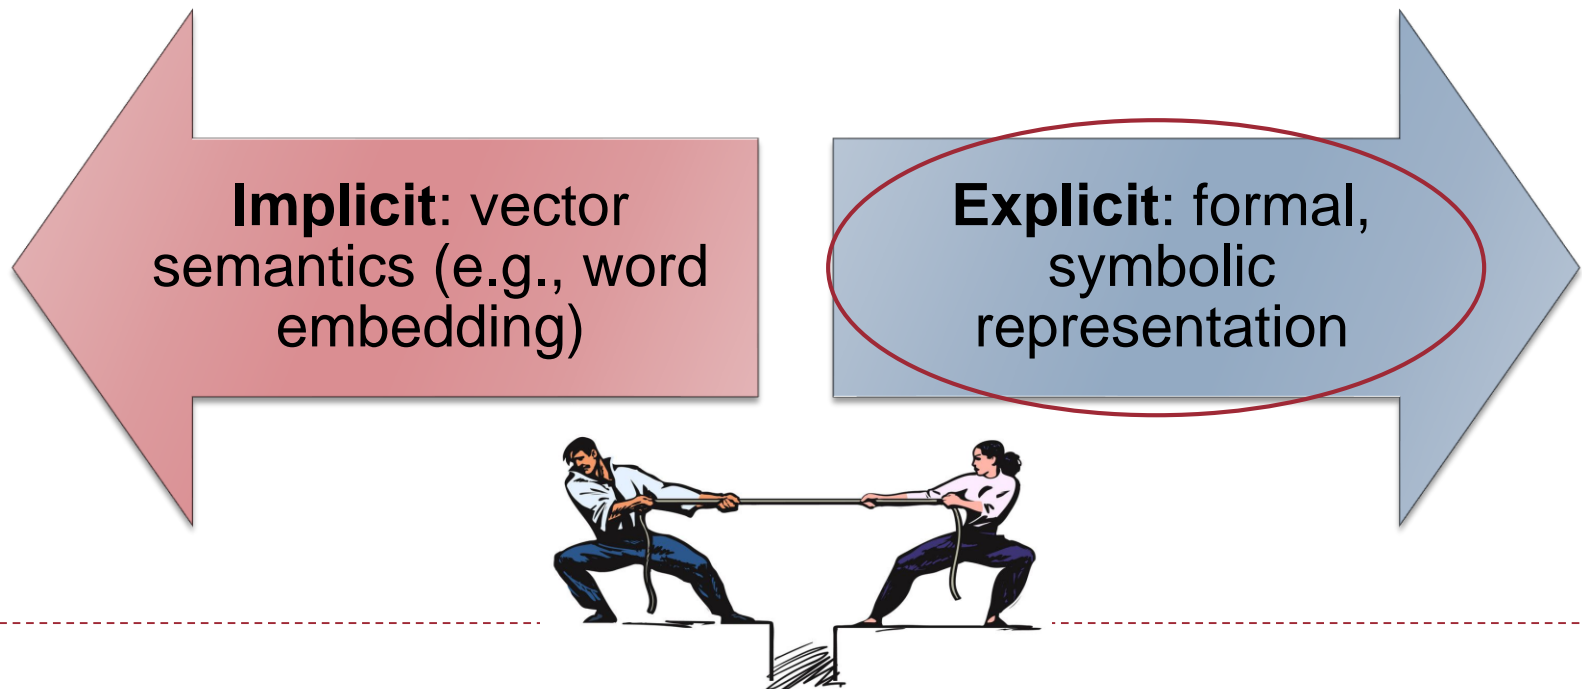 Implicit: vector
semantics (e.g., word
embedding)
Explicit: formal,
symbolic
representation